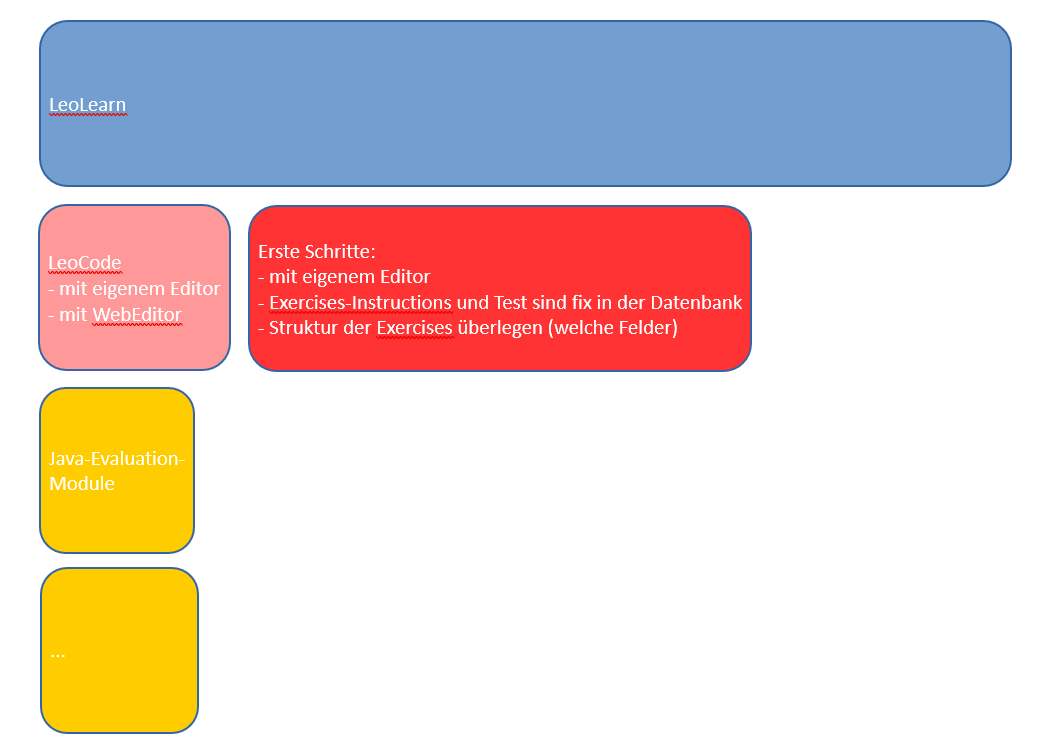 LeoLearn
LeoCode
- mit eigenem Editor
- mit WebEditor
Erste Schritte:
- mit eigenem Editor
- Exercises-Instructions und Test sind fix in der Datenbank
- Struktur der Exercises überlegen (welche Felder)
Java-Evaluation-
Module
...